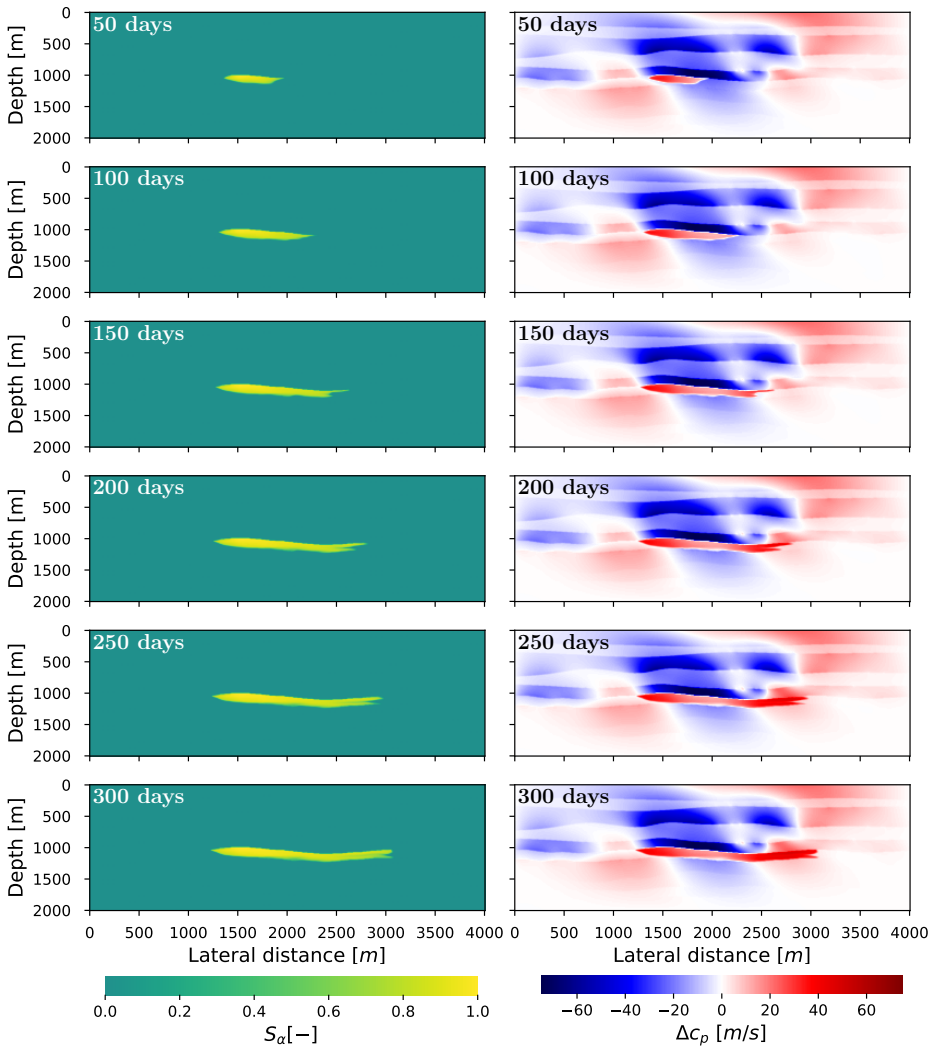 50 days
50 days
Depth [m]
0
500
1000
1500
2000
100 days
100 days
Depth [m]
0
500
1000
1500
2000
150 days
150 days
Depth [m]
0
500
1000
1500
2000
200 days
200 days
Depth [m]
0
500
1000
1500
2000
250 days
250 days
Depth [m]
0
500
1000
1500
2000
300 days
300 days
Depth [m]
0
500
1000
1500
2000
0 500 1000 1500 2000 2500 3000 3500 4000
0 500 1000 1500 2000 2500 3000 3500 4000
Lateral distance [m]
Lateral distance [m]
0.0 0.2 0.4 0.6 0.8 1.0
−60 −40 −20 0 20 40 60
Sα[−]
Δcp [m/s]